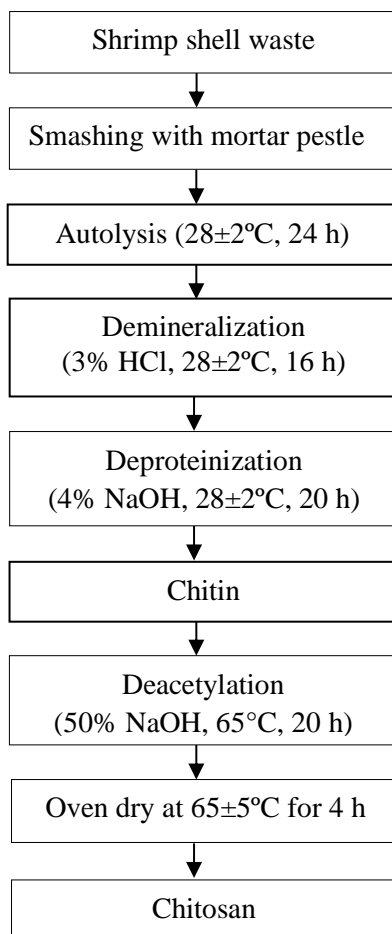 Shrimp shell waste
Smashing with mortar pestle
Autolysis (28±2ºC, 24 h)
Demineralization
(3% HCl, 28±2ºC, 16 h)
Deproteinization
(4% NaOH, 28±2ºC, 20 h)
Chitin
Deacetylation
(50% NaOH, 65°C, 20 h)
Oven dry at 65±5ºC for 4 h
Chitosan